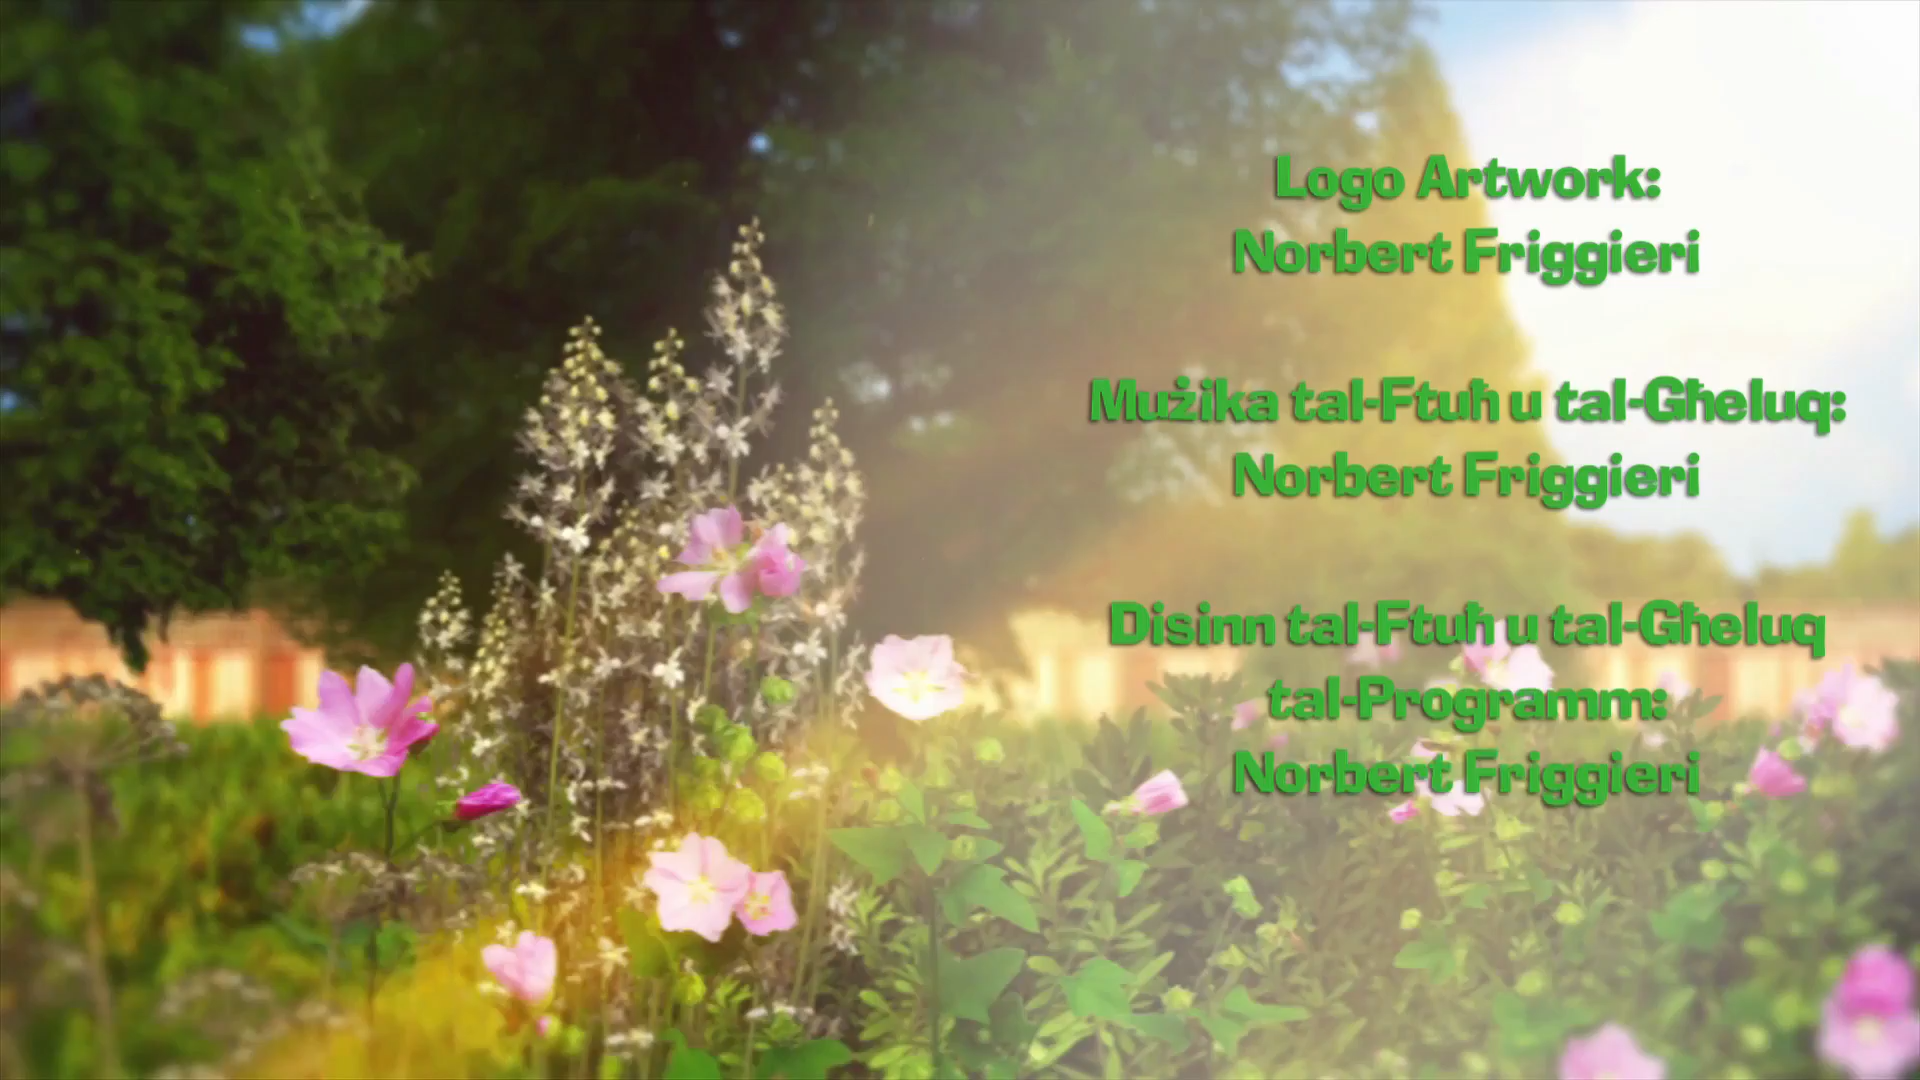 Logo Artwork:
Norbert Friggieri
Mużika tal-Ftuħ u tal-Għeluq:
Norbert Friggieri
Disinn tal-Ftuħ u tal-Għeluq
tal-Programm:
Norbert Friggieri